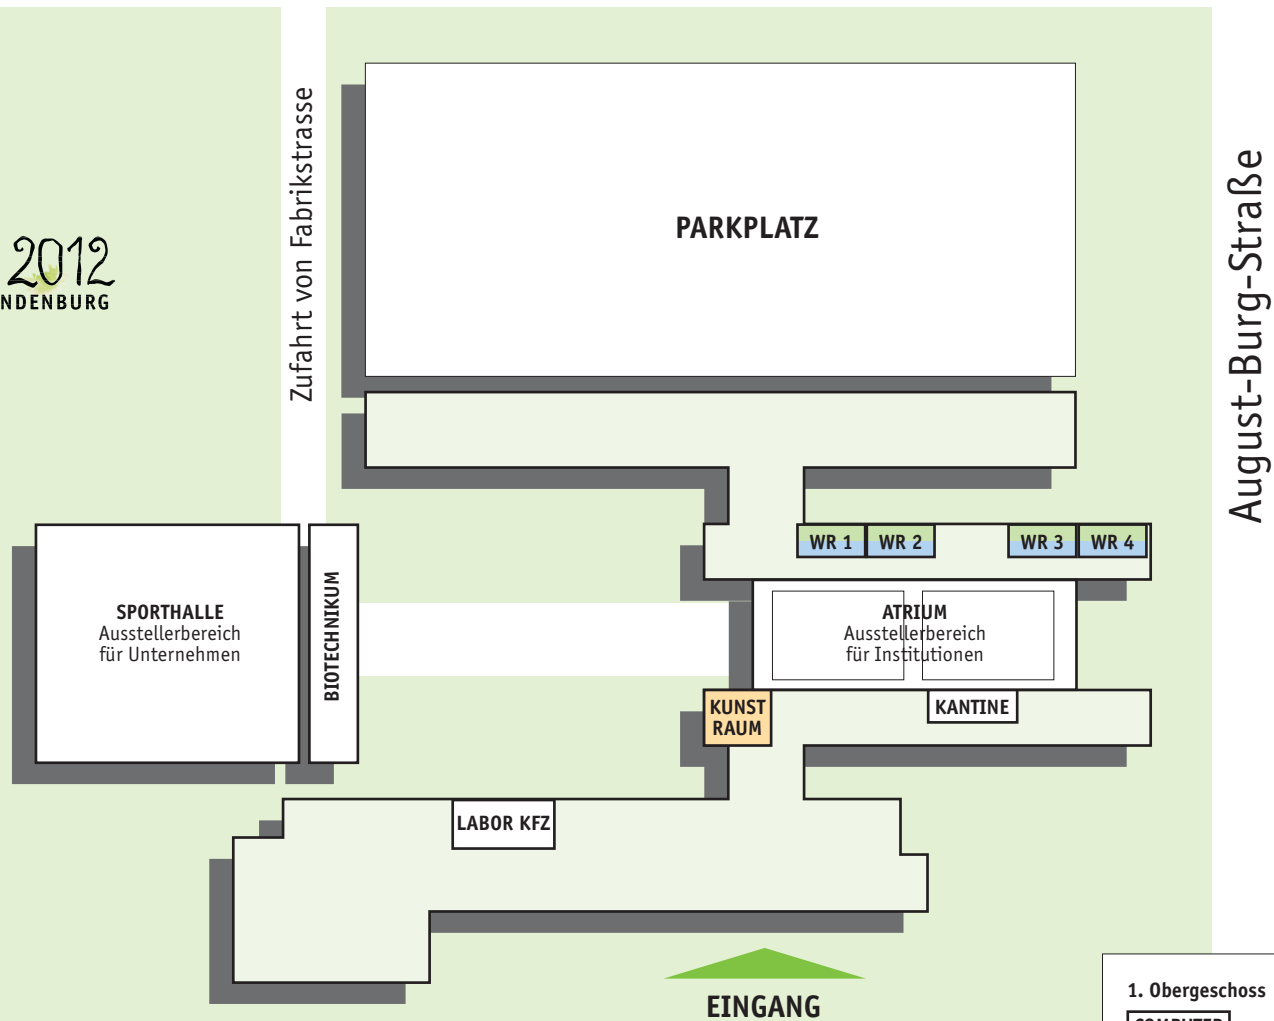 2012
NDENBURG
Zufahrt von Fabrikstrasse
PARKPLATZ
August-Burg-Straße
WR 1
WR 2
WR 3
WR 4
SPORTHALLE
Ausstellerbereich
für Unternehmen
BIOTECHNIKUM
ATRIUM
Ausstellerbereich
für Institutionen
KUNST
RAUM
KANTINE
LABOR KFZ
EINGANG
1. Obergeschoss
COMPUTER